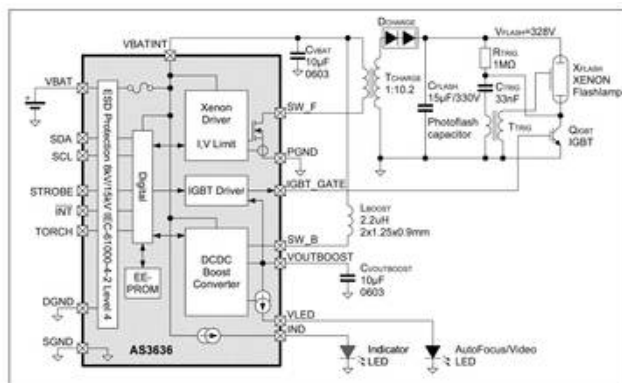 VBATINT
VBAT
SDA
SCL
STROBE
INT
TORCH
DGND
SGND
ESD Protection 8kV/15kV IEC-61000-4-2 Level 4
Digital
EE-
PROM
Xenon
Driver
I,V Limit
IGBT Driver
DCDC
Boost
Converter
AS3636
SW_F
PGND
IGBT_GATE
SW_B
VOUTBOOST
VLED
IND
CVBAT
10µF
0603
DCHARGE
TCHARGE
1:10.2
CFLASH
15µF/330V
Photoflash
capacitor
VFLASH=328V
RTRIG
1MΩ
CTRIG
33nF
TTRIG
XFLASH
XENON
Flashlamp
QIGBT
IGBT
LBOOST
2.2uH
2x1.25x0.9mm
CVOUTBOOST
10µF
0603
Indicator
LED
AutoFocus/Video
LED